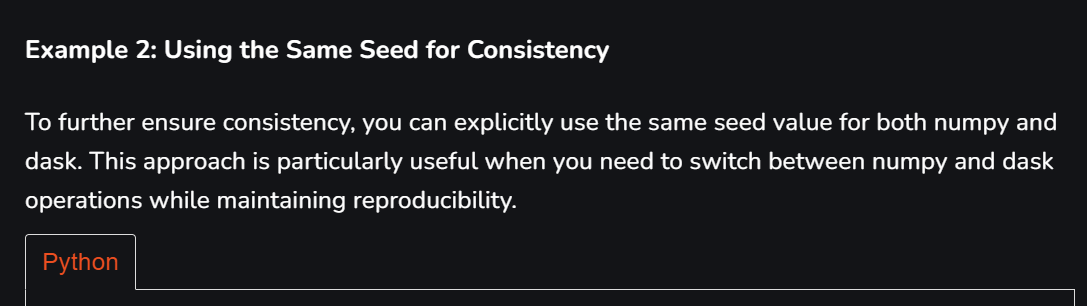 Example 2: Using the Same Seed for Consistency
To further ensure consistency, you can explicitly use the same seed value for both numpy and
dask. This approach is particularly useful when you need to switch between numpy and dask
operations while maintaining reproducibility.
Python